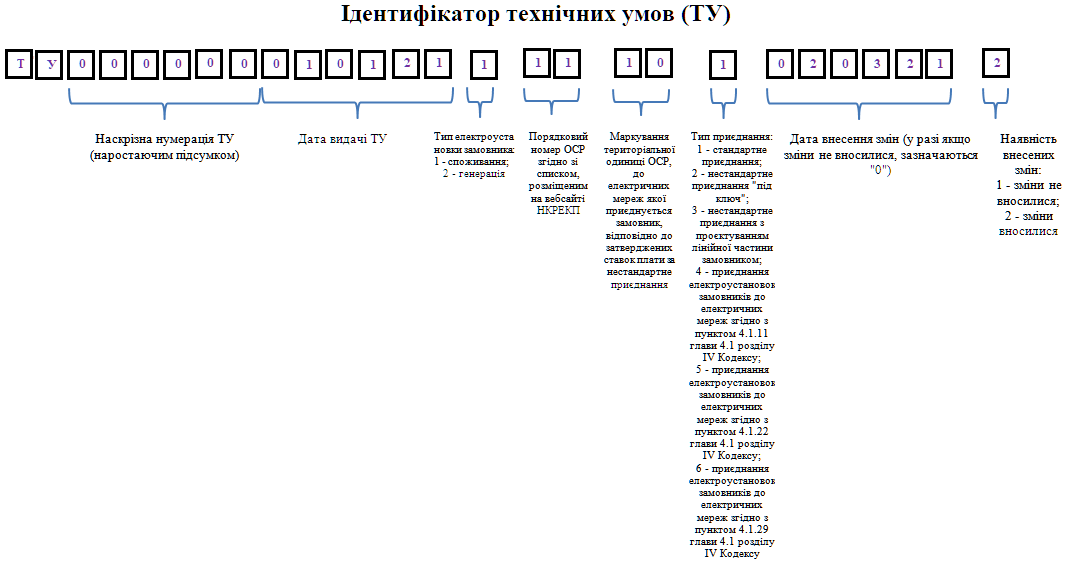 Ідентифікатор технічних умов (ТУ)
Т У 0 0 0 0 0 0 0 1 0 1 2 1 1 1 1 1 0 1 0 2 0 3 2 1 2
Наскрізна нумерація ТУ
(наростаючим підсумком)
Дата видачі ТУ
Тип електроуста
новки замовника:
1 - споживання;
2 - генерація
Порядковий
номер ОСР
згідно зі
списком,
розміщеним
на вебсайті
НКРЕКП
Маркування
територіальної
одиниці ОСР,
до
електричних
мереж якої
приєднується
замовник,
відповідно до
затверджених
ставок плати за
нестандартне
приєднання
Тип приєднання:
1 - стандартне
приєднання;
2 - нестандартне
приєднання "під
ключ";
3 - нестандартне
приєднання з
проєктуванням
лінійної частини
замовником;
4 - приєднання
електроустановок
замовників до
електричних
мереж згідно з
пунктом 4.1.11
глави 4.1 розділу
IV Кодексу;
5 - приєднання
електроустановок
замовників до
електричних
мереж згідно з
пунктом 4.1.22
глави 4.1 розділу
IV Кодексу;
6 - приєднання
електроустановок
замовників до
електричних
мереж згідно з
пунктом 4.1.29
глави 4.1 розділу
IV Кодексу
Дата внесення змін (у разі якщо
зміни не вносилися, зазначаються
"0")
Наявність
внесених
змін:
1 - зміни не
вносилися;
2 - зміни
вносилися